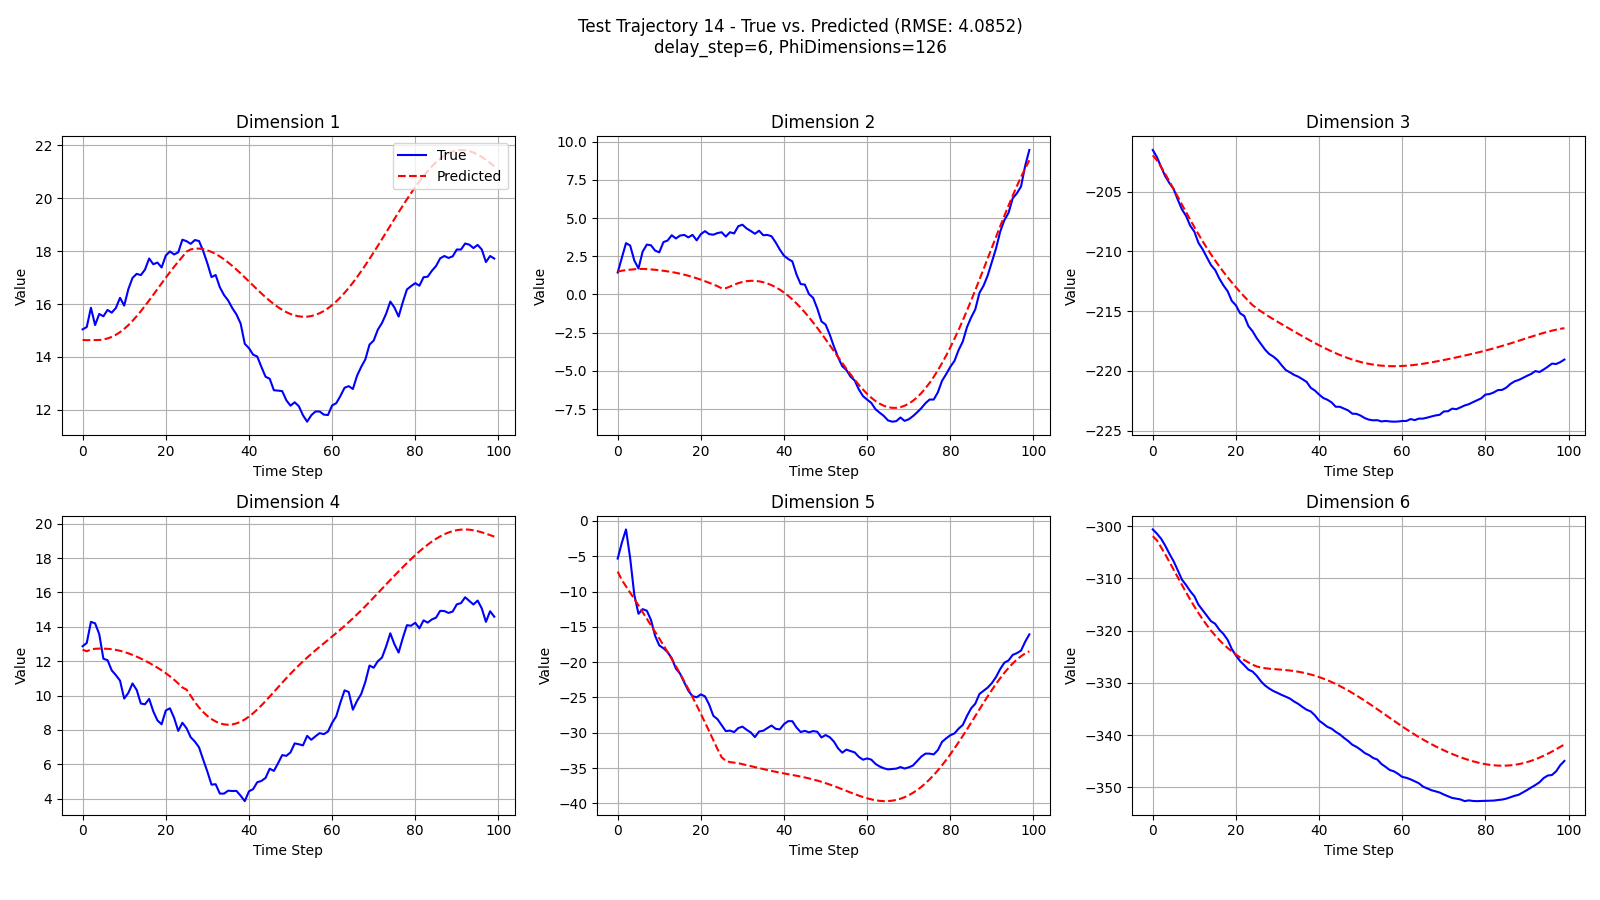 Test Trajectory 14 - True vs. Predicted (RMSE: 4.0852)
delay_step=6, PhiDimensions=126
Dimension 1
22
20
18
16
14
12
Value
True
Predicted
0 20 40 60 80 100
Time Step
Dimension 2
10.0
7.5
5.0
2.5
0.0
−2.5
−5.0
−7.5
Value
0 20 40 60 80 100
Time Step
Dimension 3
−205
−210
−215
−220
−225
Value
0 20 40 60 80 100
Time Step
Dimension 4
20
18
16
14
12
10
8
6
4
Value
0 20 40 60 80 100
Time Step
Dimension 5
0
−5
−10
−15
−20
−25
−30
−35
−40
Value
0 20 40 60 80 100
Time Step
Dimension 6
−300
−310
−320
−330
−340
−350
Value
0 20 40 60 80 100
Time Step